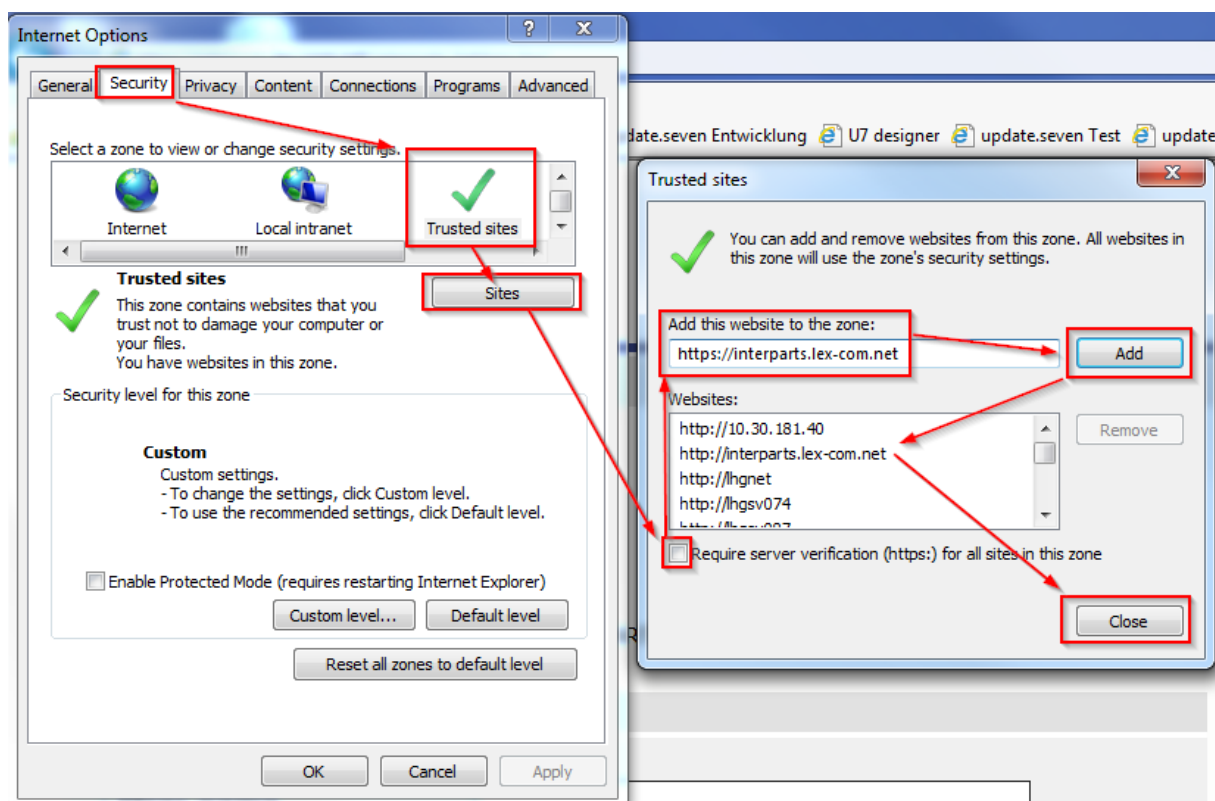 Internet Options
General Security Privacy Content Connections Programs Advanced
Select a zone to view or change security settings.
Internet Local intranet Trusted sites
Trusted sites
This zone contains websites that you
trust not to damage your computer or
your files.
You have websites in this zone.
Sites
Security level for this zone
Custom
Custom settings.
- To change the settings, click Custom level.
- To use the recommended settings, click Default level.
Enable Protected Mode (requires restarting Internet Explorer)
Custom level... Default level
Reset all zones to default level
OK Cancel Apply
date.seven Entwicklung U7 designer update.seven Test update
Trusted sites
You can add and remove websites from this zone. All websites in
this zone will use the zone's security settings.
Add this website to the zone:
https://interparts.lex-com.net Add
Websites:
http://10.30.181.40 Remove
http://interparts.lex-com.net
http://lhgnet
http://lhgsv074
Require server verification (https:) for all sites in this zone
Close